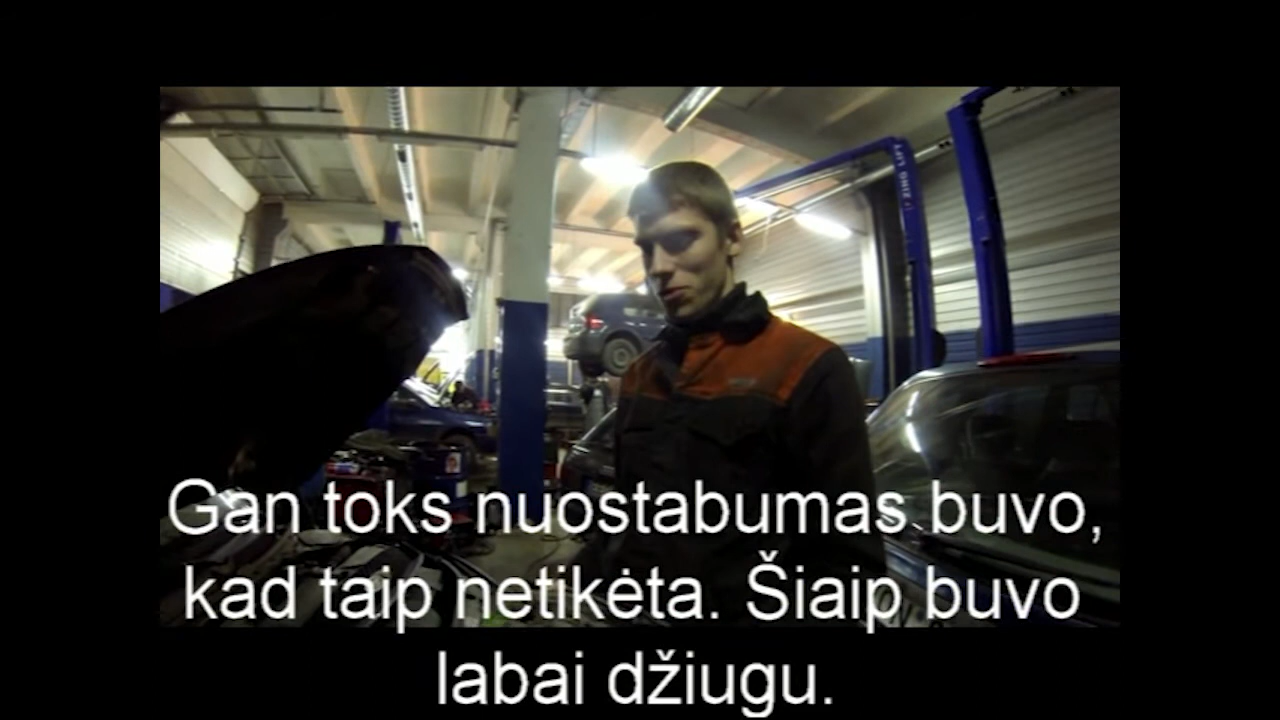 Gan toks nuostabumas buvo,
kad taip netikėta. Šiaip buvo
labai džiugu.